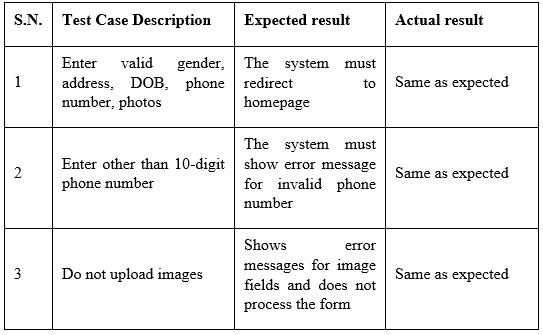 S.N. Test Case Description Expected result Actual result
1
Enter valid gender,
address, DOB, phone
number, photos
The system must
redirect to
homepage
Same as expected
2
Enter other than 10-digit
phone number
The system must
show error message
for invalid phone
number
Same as expected
3
Do not upload images
Shows error
messages for image
fields and does not
process the form
Same as expected